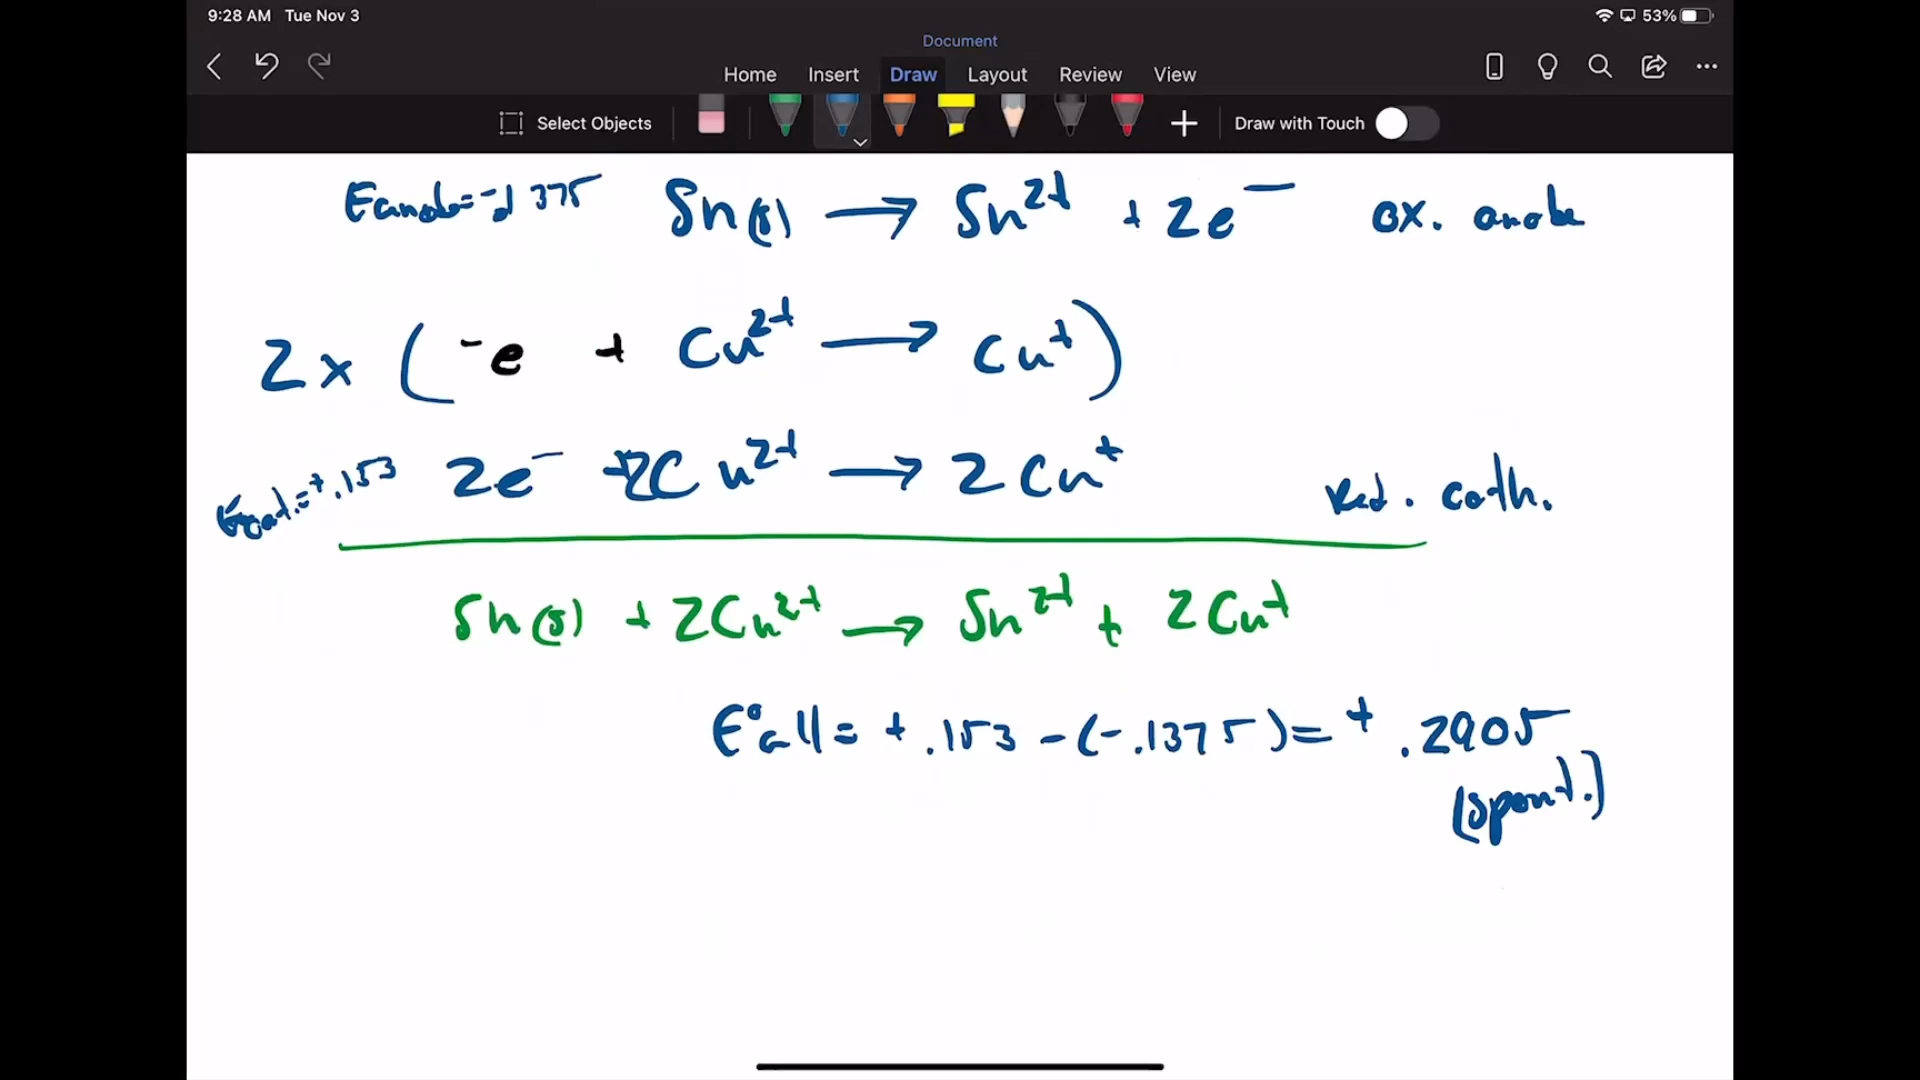 9:28 AM Tue Nov 3
53%
Document
Home Insert Draw Layout Review View
Select Objects
Draw with Touch
Eanode=-.1375 Sn(s) → Sn²⁺ + 2e⁻ ox. anode
2 x ( ⁻e + Cu²⁺ → Cu⁺)
Ecat.=+.153 2e⁻ +2Cu²⁺ → 2Cu⁺ Red. cath.
Sn(s) + 2Cu²⁺ → Sn²⁺ + 2Cu⁺
E°cell= +.153 -(-.1375)= + .2905
(spont.)